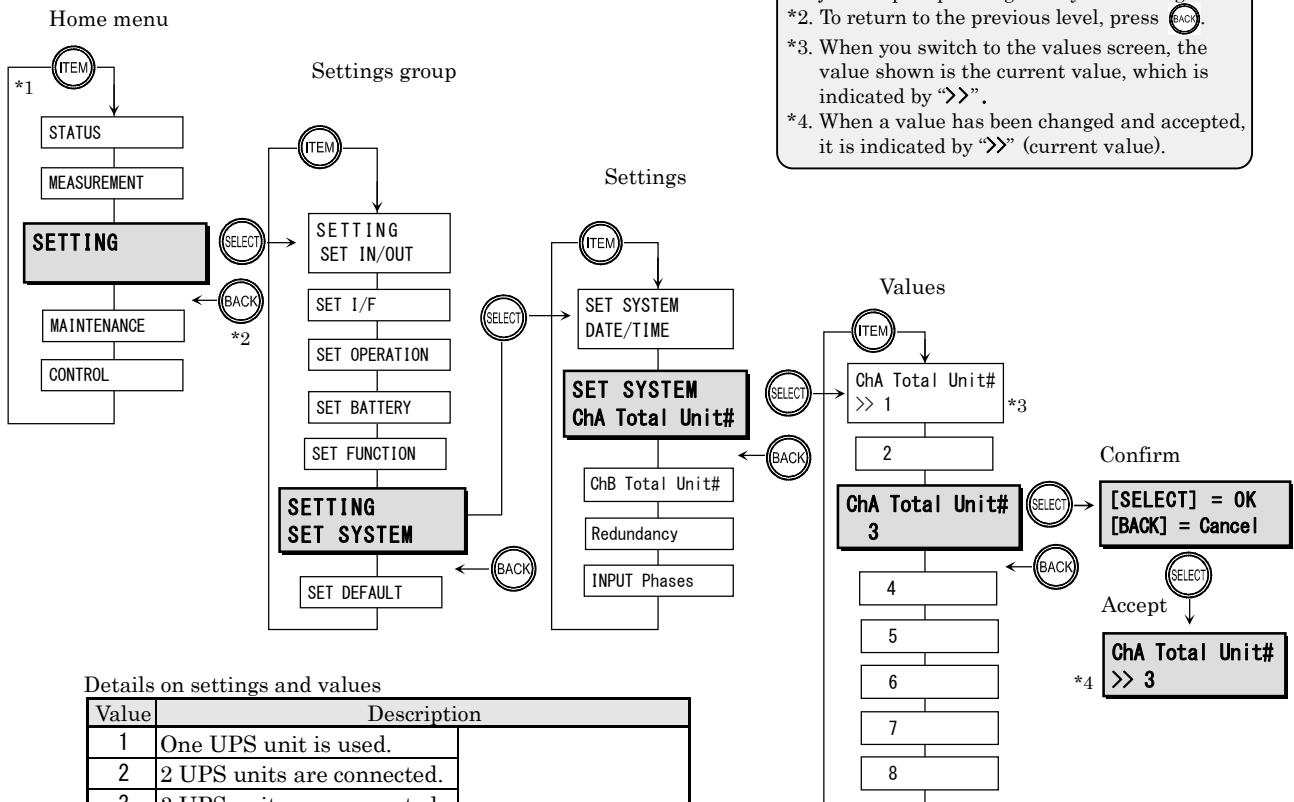 Home menu
ITEM
*1
STATUS
MEASUREMENT
SETTING
SELECT
BACK
*2
MAINTENANCE
CONTROL
Settings group
ITEM
SETTING
SET IN/OUT
SET I/F
SET OPERATION
SET BATTERY
SET FUNCTION
SETTING
SET SYSTEM
SET DEFAULT
SELECT
BACK
Settings
ITEM
SET SYSTEM
DATE/TIME
SET SYSTEM
ChA Total Unit#
ChB Total Unit#
Redundancy
INPUT Phases
SELECT
BACK
*2. To return to the previous level, press BACK.
*3. When you switch to the values screen, the
value shown is the current value, which is
indicated by “>>”.
*4. When a value has been changed and accepted,
it is indicated by “>>” (current value).
Values
ITEM
ChA Total Unit#
>> 1
*3
2
ChA Total Unit#
3
4
5
6
7
8
SELECT
BACK
Confirm
[SELECT] = OK
[BACK] = Cancel
SELECT
Accept
ChA Total Unit#
>> 3
*4
Details on settings and values
Value Description
1 One UPS unit is used.
2 2 UPS units are connected.